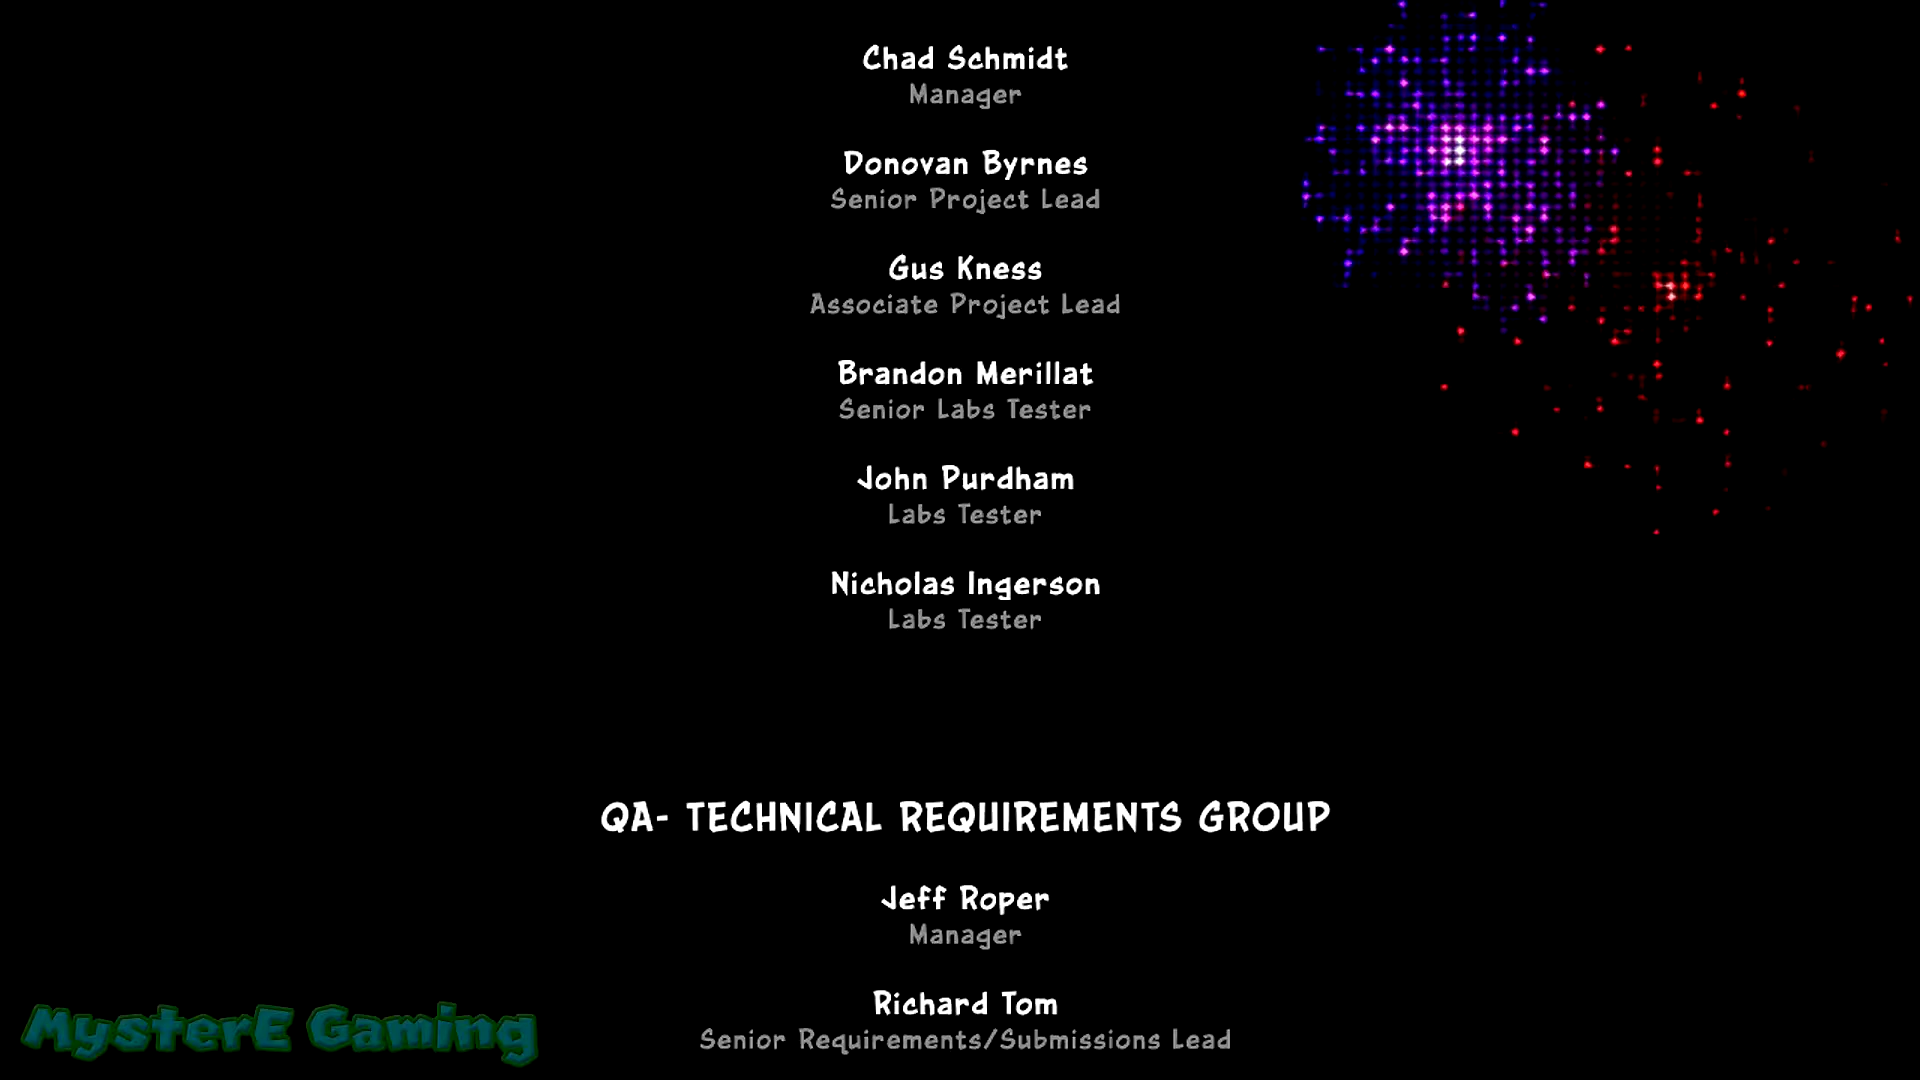 Chad Schmidt
Manager
Donovan Byrnes
Senior Project Lead
Gus Kness
Associate Project Lead
Brandon Merillat
Senior Labs Tester
John Purdham
Labs Tester
Nicholas Ingerson
Labs Tester
QA- TECHNICAL REQUIREMENTS GROUP
Jeff Roper
Manager
Richard Tom
Senior Requirements/Submissions Lead
MysterE Gaming